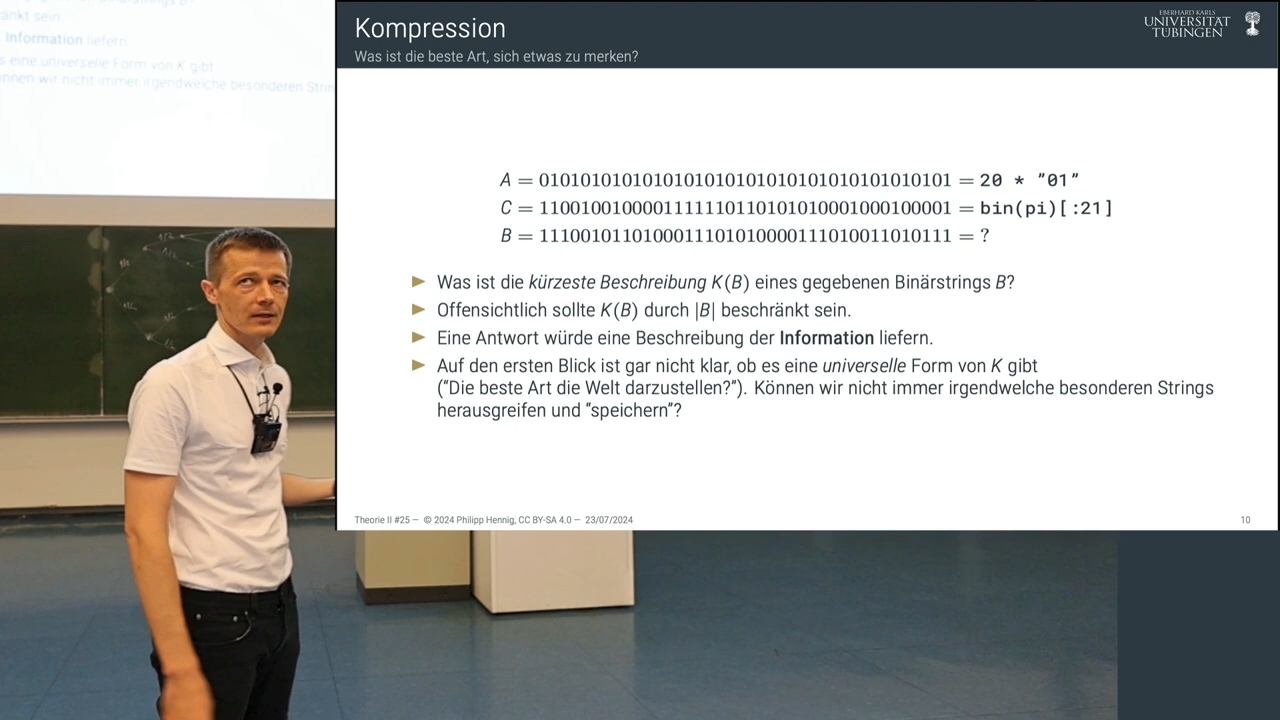 änkt sein.
Information liefern.
eine universelle Form von K gibt
wir nicht immer irgendwelche besonderen Strin
Kompression
Was ist die beste Art, sich etwas zu merken?
EBERHARD KARLS
UNIVERSITÄT
TÜBINGEN
A = 0101010101010101010101010101010101010101 = 20 * "01"
C = 1100100100001111110110101010001000100001 = bin(pi)[:21]
B = 1110010110100011101010000111010011010111 = ?
► Was ist die kürzeste Beschreibung K(B) eines gegebenen Binärstrings B?
► Offensichtlich sollte K(B) durch |B| beschränkt sein.
► Eine Antwort würde eine Beschreibung der Information liefern.
► Auf den ersten Blick ist gar nicht klar, ob es eine universelle Form von K gibt
("Die beste Art die Welt darzustellen?"). Können wir nicht immer irgendwelche besonderen Strings
herausgreifen und "speichern"?
Theorie II #25 — © 2024 Philipp Hennig, CC BY-SA 4.0 — 23/07/2024
10